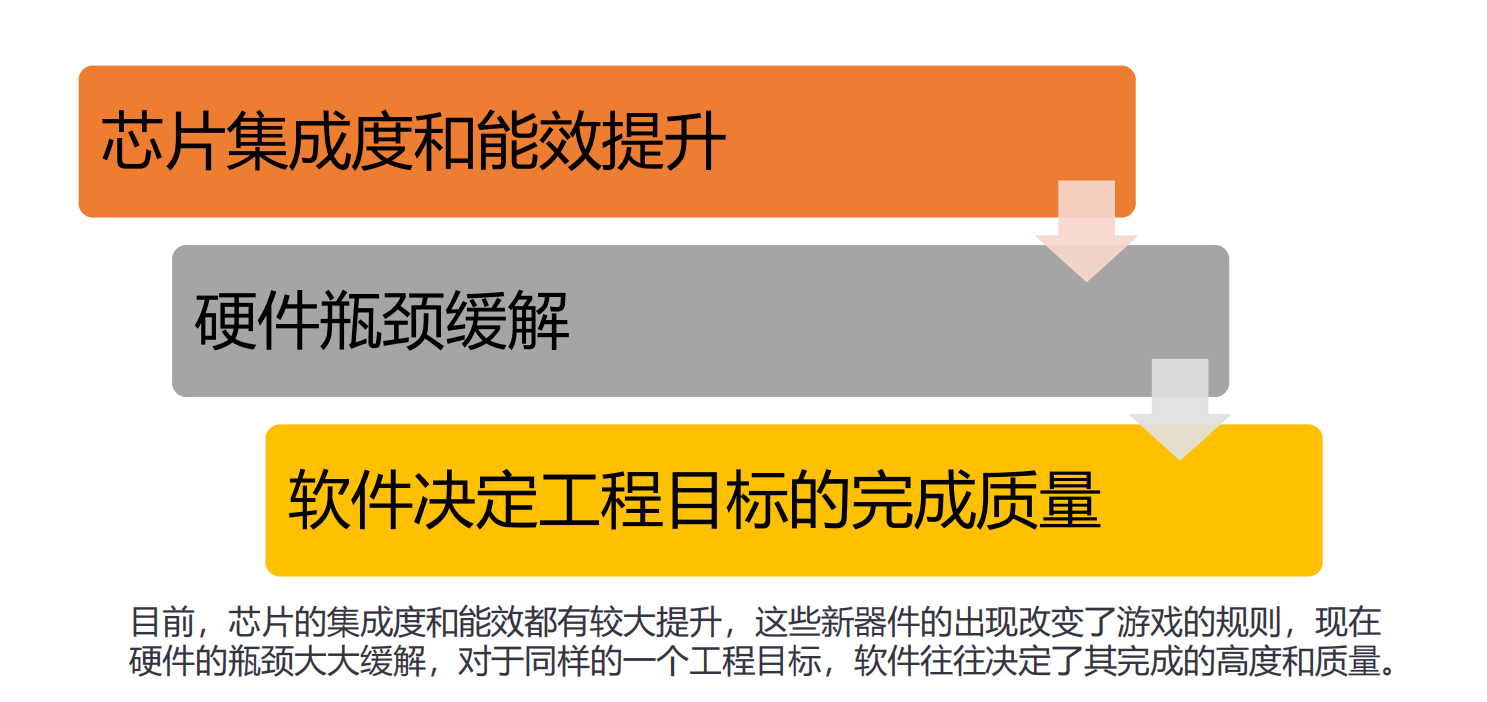 芯片集成度和能效提升
硬件瓶颈缓解
软件决定工程目标的完成质量
目前，芯片的集成度和能效都有较大提升，这些新器件的出现改变了游戏的规则，现在
硬件的瓶颈大大缓解，对于同样的一个工程目标，软件往往决定了其完成的高度和质量。